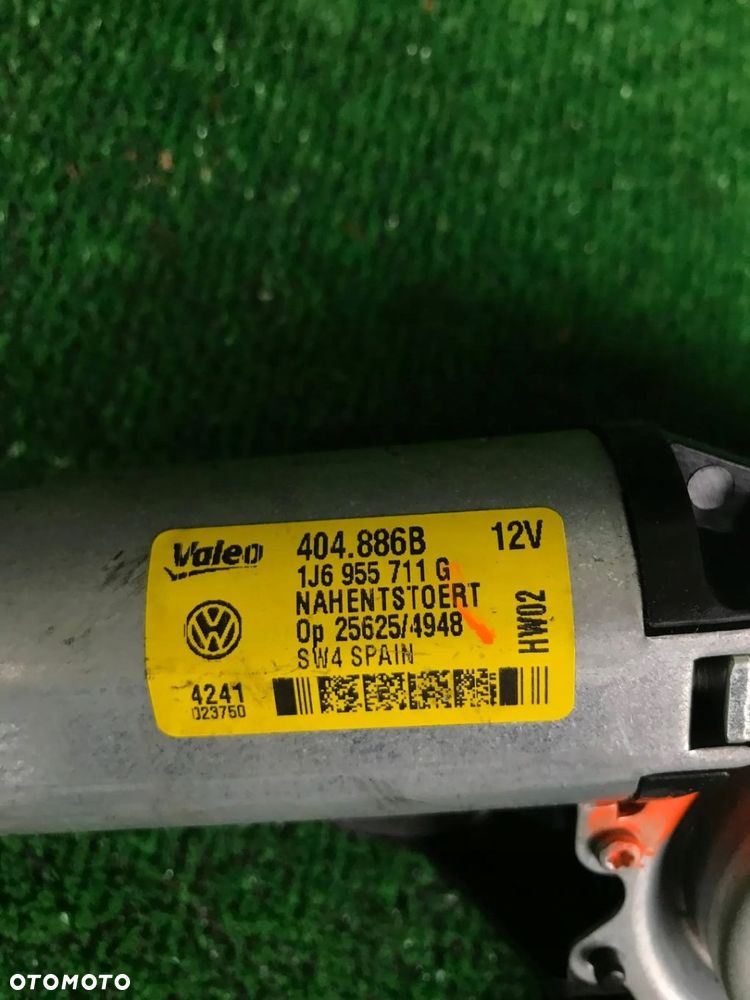 Valeo 404.886B 12V
1J6 955 711 G
NAHENTSTOERT
Op 25625/4948
SW4 SPAIN
HW02
4241
023750
OTOMOTO